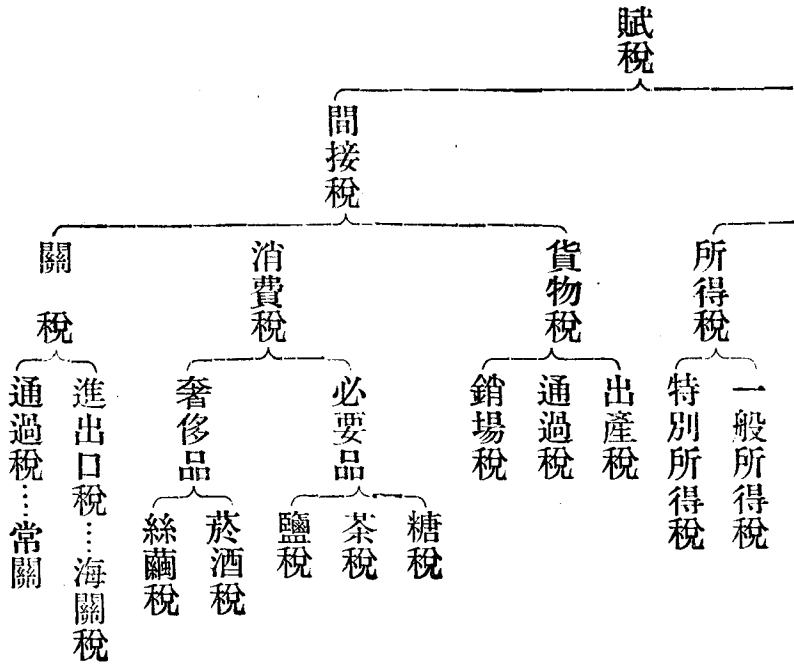 賦稅
間接稅
所得稅
貨物稅
消費稅
關稅
一般所得稅
特別所得稅
出產稅
通過稅
銷場稅
必要品
奢侈品
進出口稅……海關稅
通過稅……常關
糖稅
茶稅
鹽稅
菸酒稅
絲繭稅